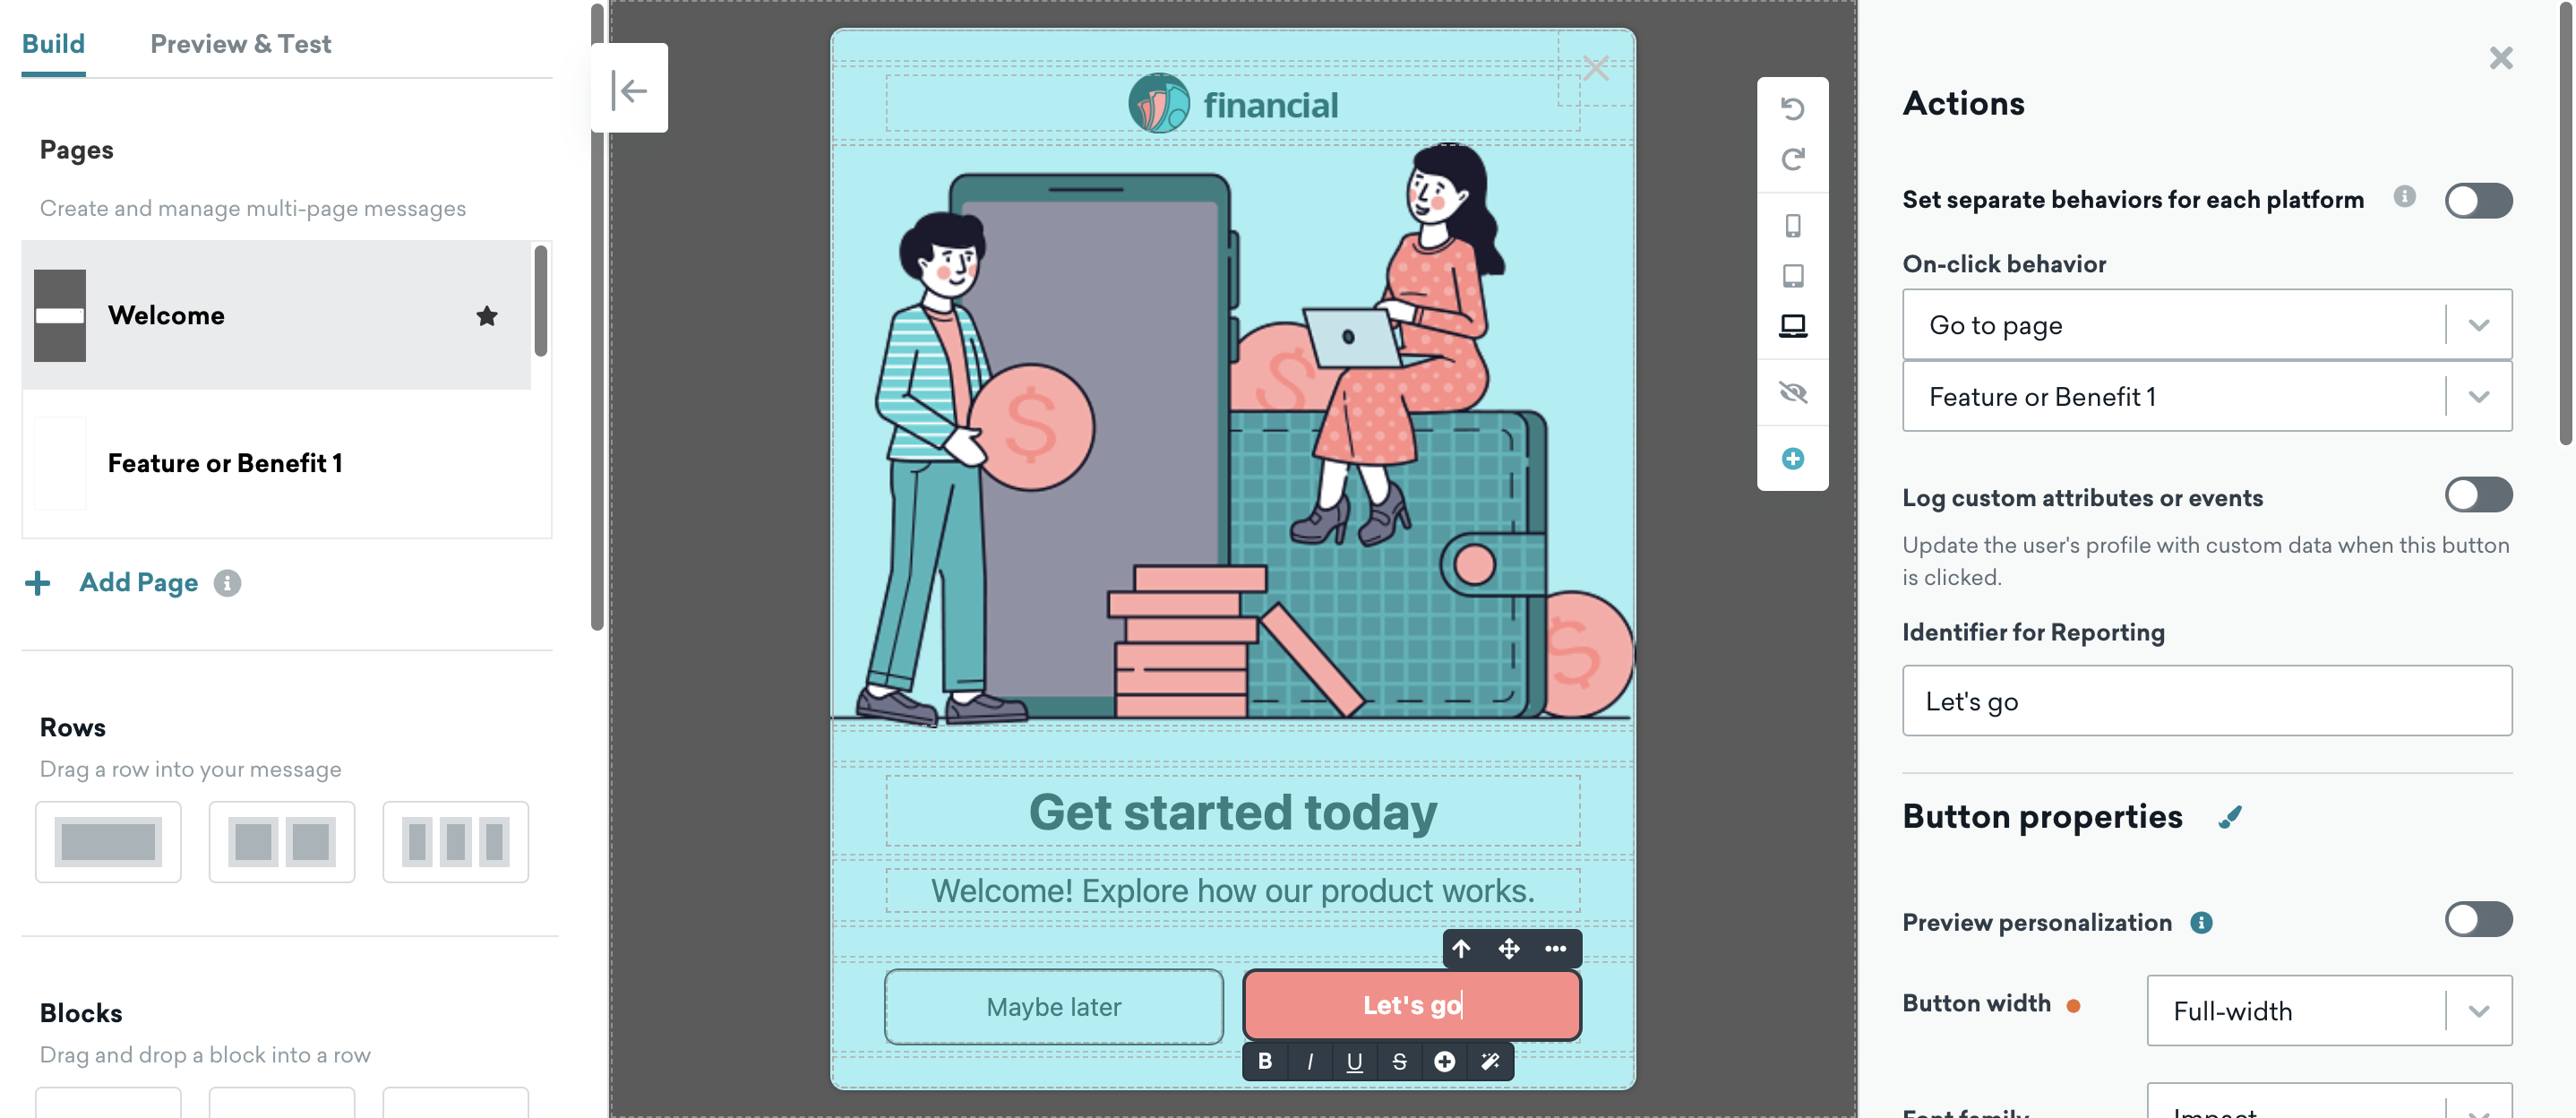 Build
Preview & Test
Pages
Create and manage multi-page messages
Welcome
Feature or Benefit 1
Add Page
Rows
Drag a row into your message
Blocks
Drag and drop a block into a row
financial
Get started today
Welcome! Explore how our product works.
Maybe later
Let's go
B I U S
Actions
Set separate behaviors for each platform
On-click behavior
Go to page
Feature or Benefit 1
Log custom attributes or events
Update the user's profile with custom data when this button
is clicked.
Identifier for Reporting
Let's go
Button properties
Preview personalization
Button width
Full-width
Font family
Impact